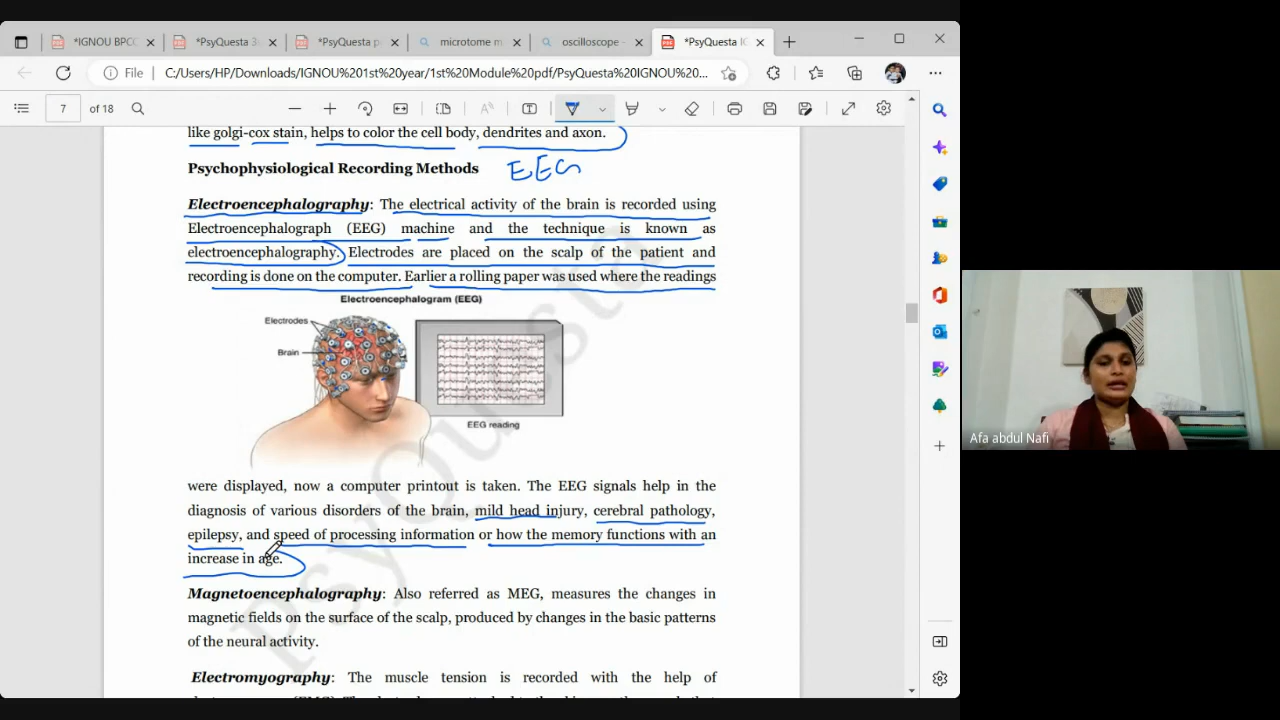 *IGNOU BPCC
*PsyQuesta 3
*PsyQuesta p
microtome m
oscilloscope -
*PsyQuesta IG
File
C:/Users/HP/Downloads/IGNOU%201st%20year/1st%20Module%20pdf/PsyQuesta%20IGNOU%20...
7 of 18
like golgi-cox stain, helps to color the cell body, dendrites and axon.
Psychophysiological Recording Methods
EEG
Electroencephalography: The electrical activity of the brain is recorded using
Electroencephalograph (EEG) machine and the technique is known as
electroencephalography. Electrodes are placed on the scalp of the patient and
recording is done on the computer. Earlier a rolling paper was used where the readings
Electroencephalogram (EEG)
Electrodes
Brain
EEG reading
were displayed, now a computer printout is taken. The EEG signals help in the
diagnosis of various disorders of the brain, mild head injury, cerebral pathology,
epilepsy, and speed of processing information or how the memory functions with an
increase in age.
Magnetoencephalography: Also referred as MEG, measures the changes in
magnetic fields on the surface of the scalp, produced by changes in the basic patterns
of the neural activity.
Electromyography: The muscle tension is recorded with the help of
PsyQuesta
Afa abdul Nafi